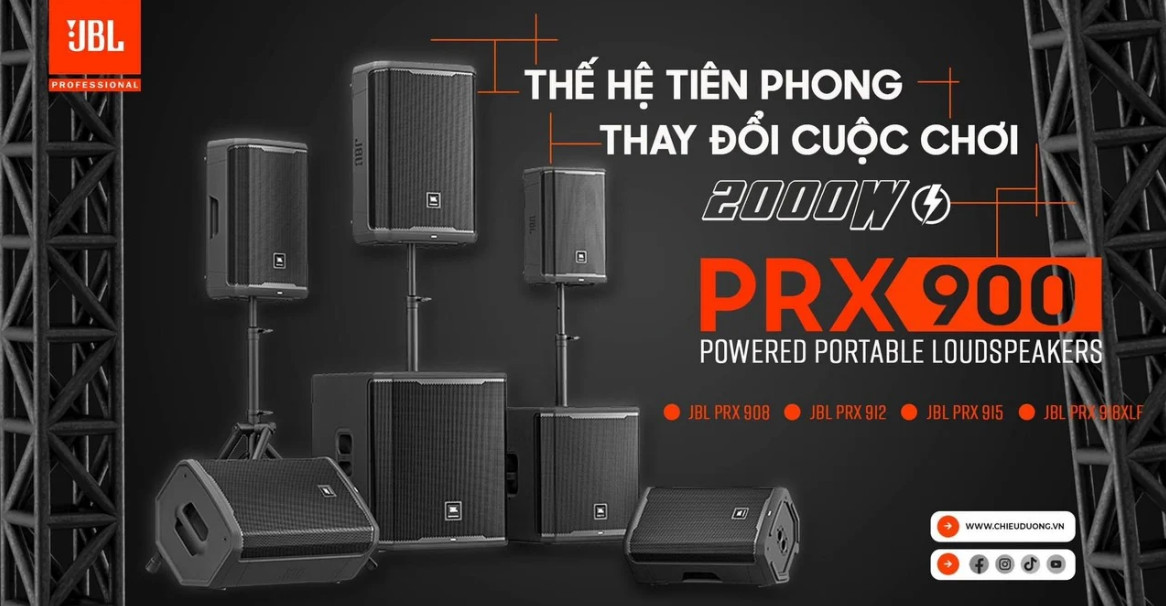 JBL
PROFESSIONAL
THẾ HỆ TIÊN PHONG
THAY ĐỔI CUỘC CHƠI
2000W
PRX 900
POWERED PORTABLE LOUDSPEAKERS
JBL PRX 908 JBL PRX 912 JBL PRX 915 JBL PRX 918XLF
WWW.CHIEUDUONG.VN